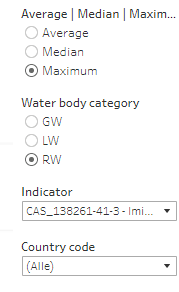 Average | Median | Maxim...
Average
Median
Maximum
Water body category
GW
LW
RW
Indicator
CAS_138261-41-3 - Imi...
Country code
(Alle)